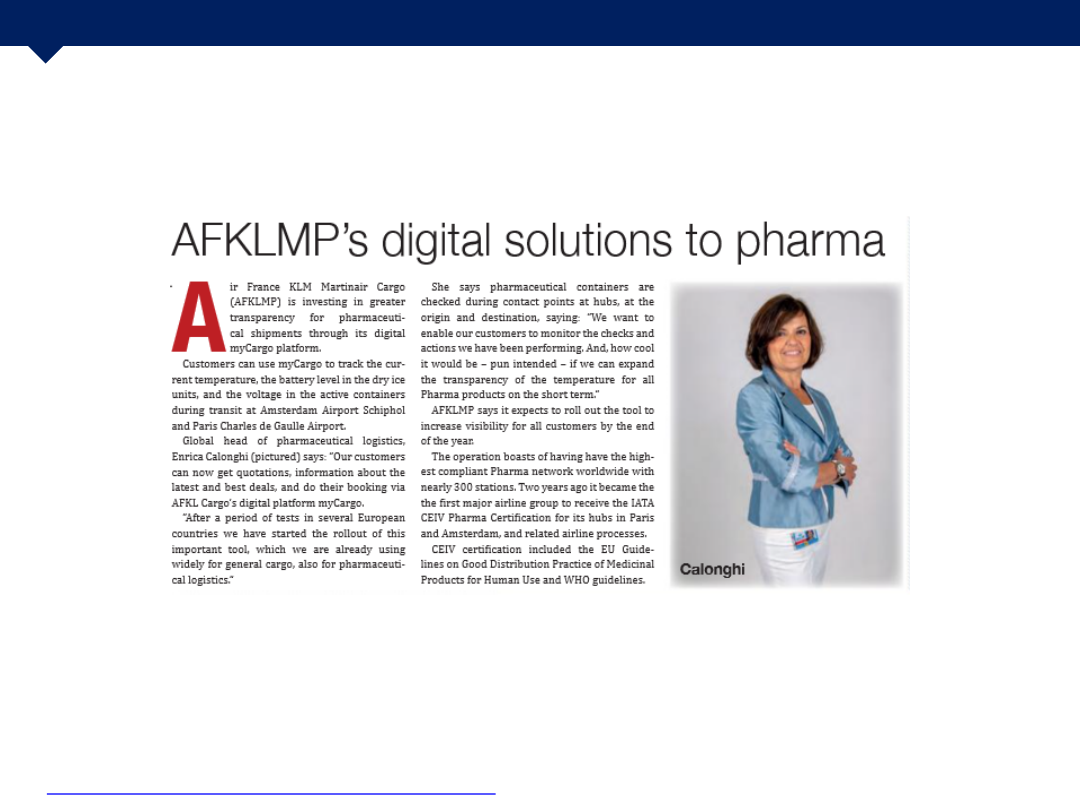 AFKLMP's digital solutions to pharma
Air France KLM Martinair Cargo
(AFKLMP) is investing in greater
transparency for pharmaceuti-
cal shipments through its digital
myCargo platform.
Customers can use myCargo to track the cur-
rent temperature, the battery level in the dry ice
units, and the voltage in the active containers
during transit at Amsterdam Airport Schiphol
and Paris Charles de Gaulle Airport.
Global head of pharmaceutical logistics,
Enrica Calonghi (pictured) says: "Our customers
can now get quotations, information about the
latest and best deals, and do their booking via
AFKL Cargo's digital platform myCargo.
"After a period of tests in several European
countries we have started the rollout of this
important tool, which we are already using
widely for general cargo, also for pharmaceuti-
cal logistics."
She says pharmaceutical containers are
checked during contact points at hubs, at the
origin and destination, saying: "We want to
enable our customers to monitor the checks and
actions we have been performing. And, how cool
it would be – pun intended – if we can expand
the transparency of the temperature for all
Pharma products on the short term."
AFKLMP says it expects to roll out the tool to
increase visibility for all customers by the end
of the year.
The operation boasts of having have the high-
est compliant Pharma network worldwide with
nearly 300 stations. Two years ago it became the
the first major airline group to receive the IATA
CEIV Pharma Certification for its hubs in Paris
and Amsterdam, and related airline processes.
CEIV certification included the EU Guide-
lines on Good Distribution Practice of Medicinal
Products for Human Use and WHO guidelines.
Calonghi